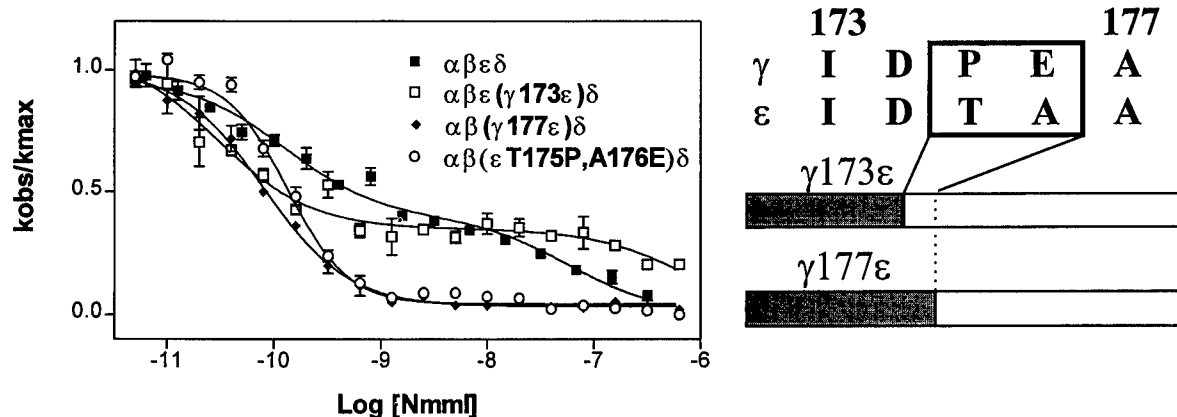 kobs/kmax
1.0
0.5
0.0
-11 -10 -9 -8 -7 -6
Log [Nmml]
αβεδ
αβε(γ173ε)δ
αβ(γ177ε)δ
αβ(εT175P,A176E)δ
173 177
γ I D P E A
ε I D T A A
γ173ε
γ177ε